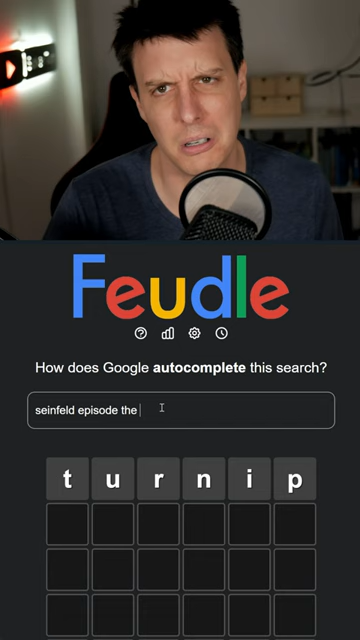 Feudle
How does Google autocomplete this search?
seinfeld episode the
t u r n i p